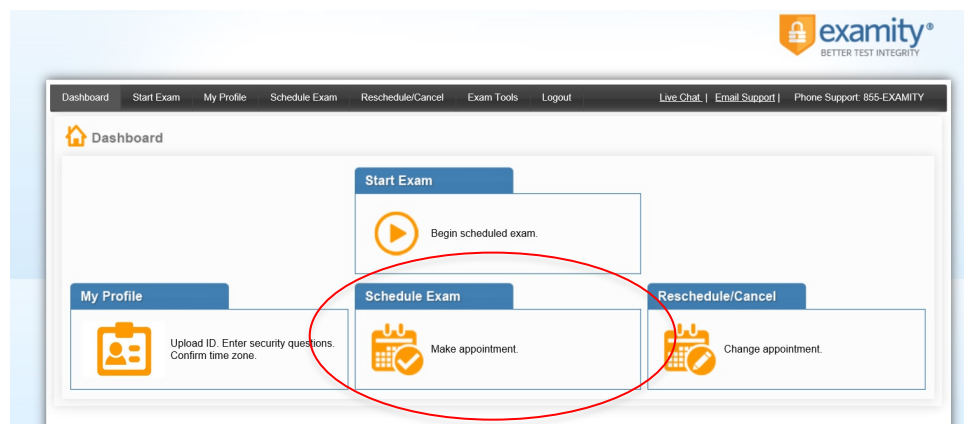 examity®
BETTER TEST INTEGRITY
Dashboard Start Exam My Profile Schedule Exam Reschedule/Cancel Exam Tools Logout Live Chat | Email Support | Phone Support: 855-EXAMITY
Dashboard
Start Exam
Begin scheduled exam.
My Profile
Upload ID. Enter security questions.
Confirm time zone.
Schedule Exam
Make appointment.
Reschedule/Cancel
Change appointment.